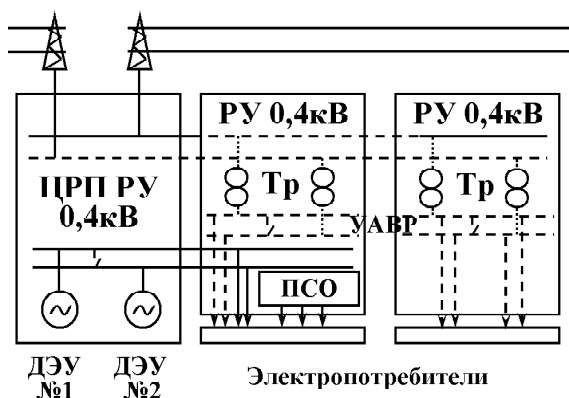 РУ 0,4кВ
РУ 0,4кВ
ЦРП РУ
0,4кВ
Тр
Тр
УАВР
ПСО
ДЭУ
№1
ДЭУ
№2
Электропотребители